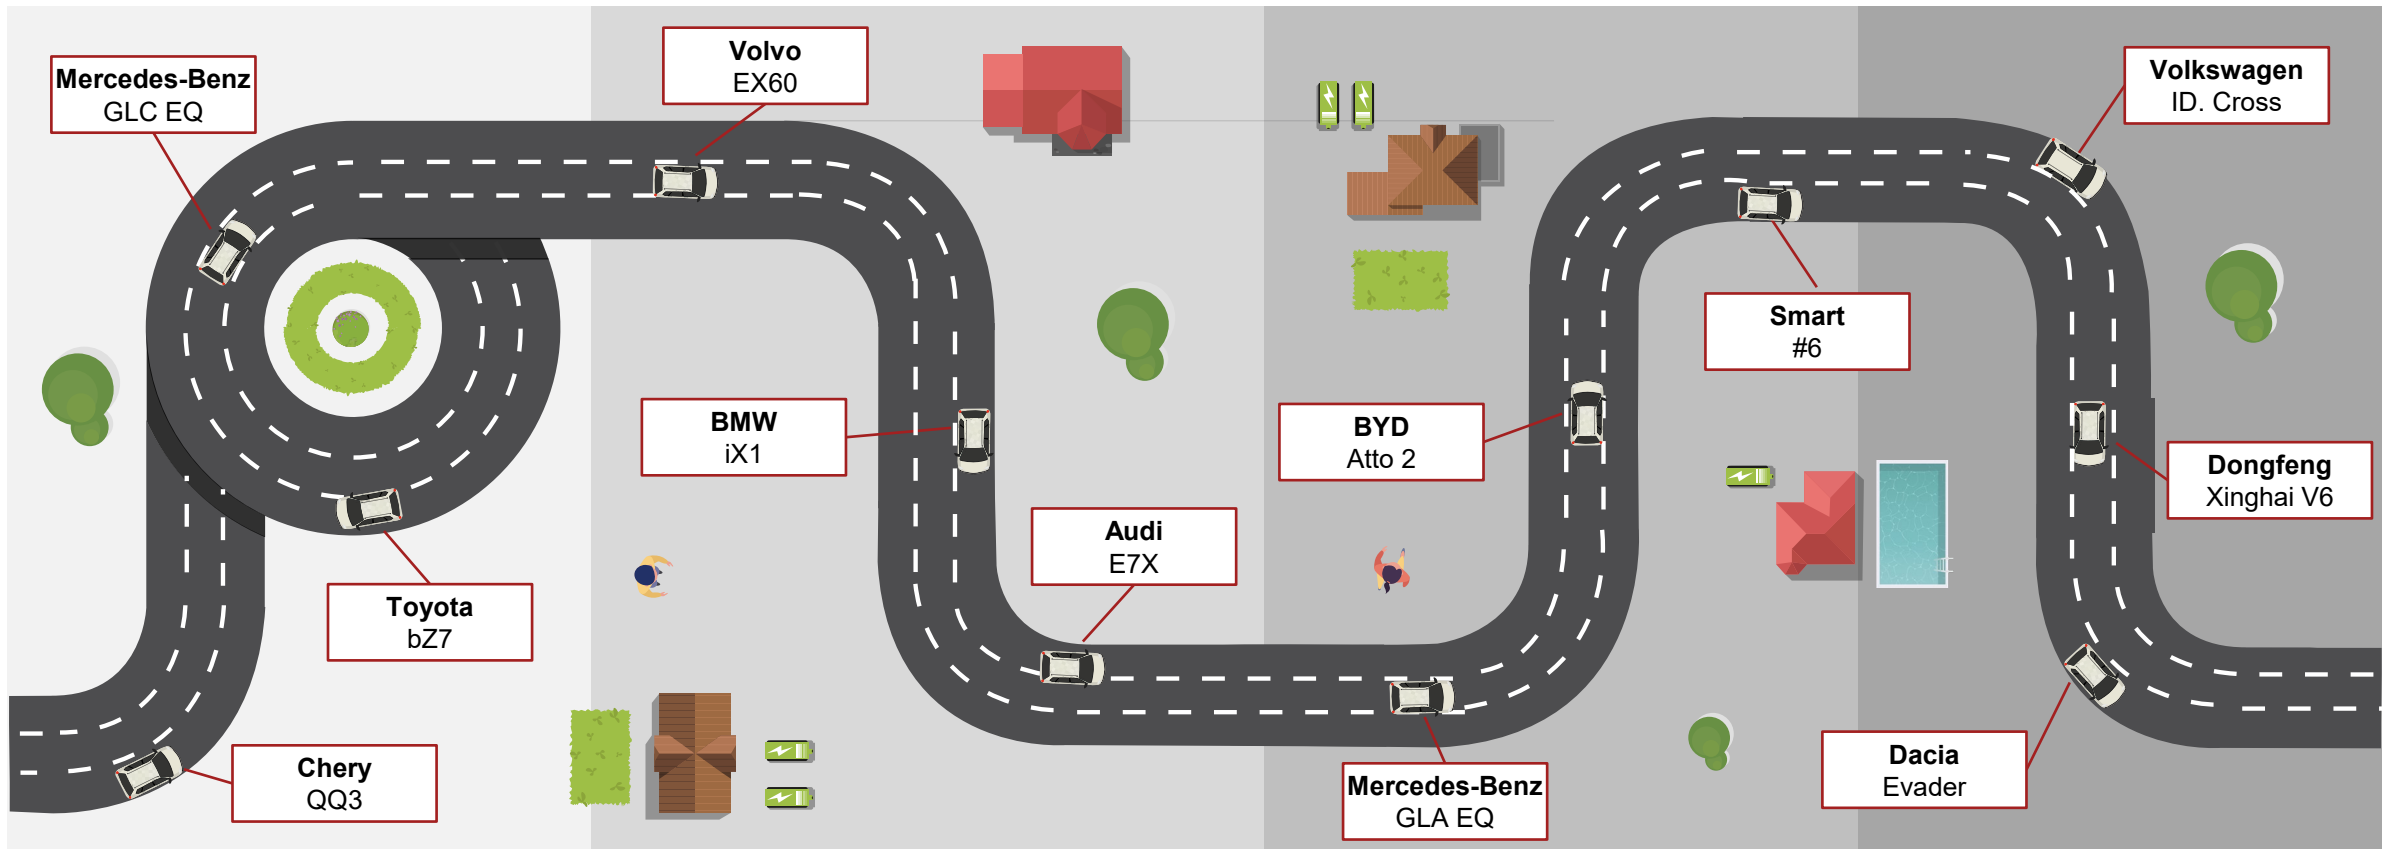 Mercedes-Benz
GLC EQ
Volvo
EX60
Volkswagen
ID. Cross
Smart
#6
BMW
iX1
BYD
Atto 2
Dongfeng
Xinghai V6
Audi
E7X
Toyota
bZ7
Chery
QQ3
Mercedes-Benz
GLA EQ
Dacia
Evader